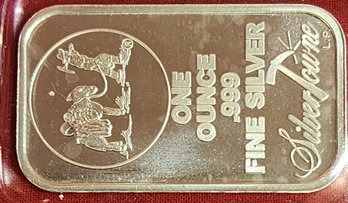 ®
ONE
OUNCE
.999
FINE SILVER
SilverTowne
L.P.